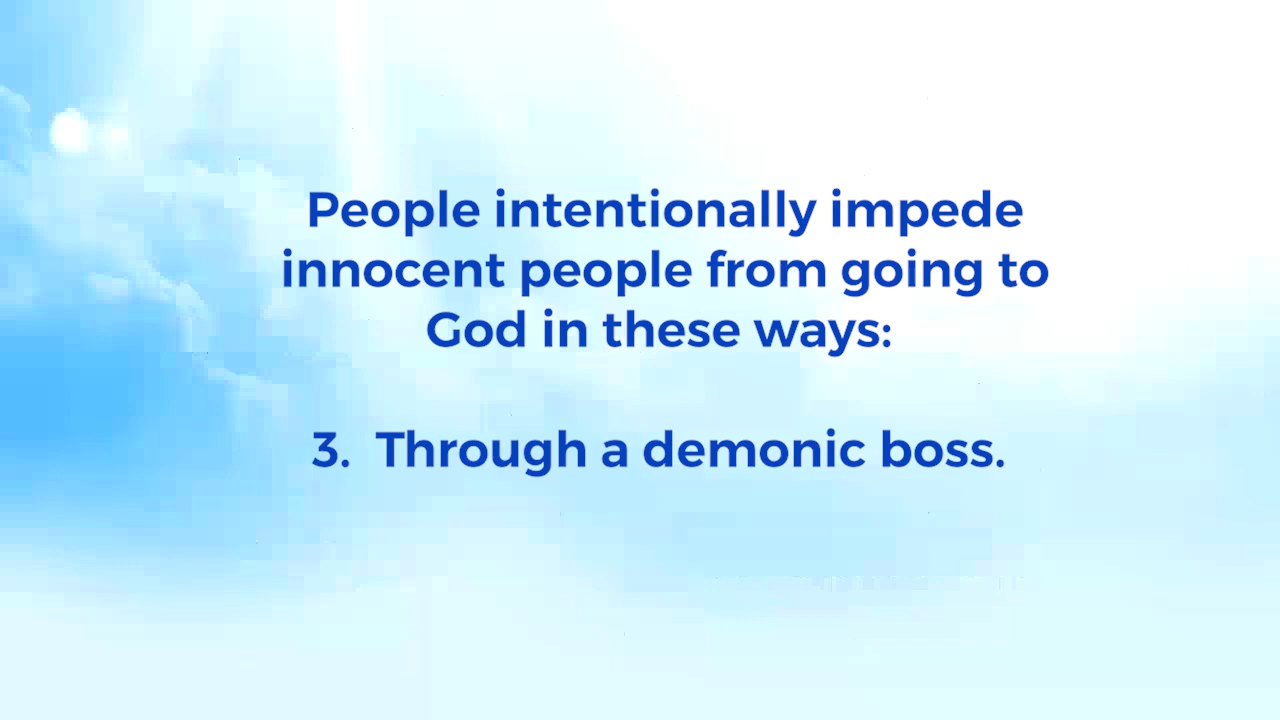 People intentionally impede
innocent people from going to
God in these ways:
3. Through a demonic boss.